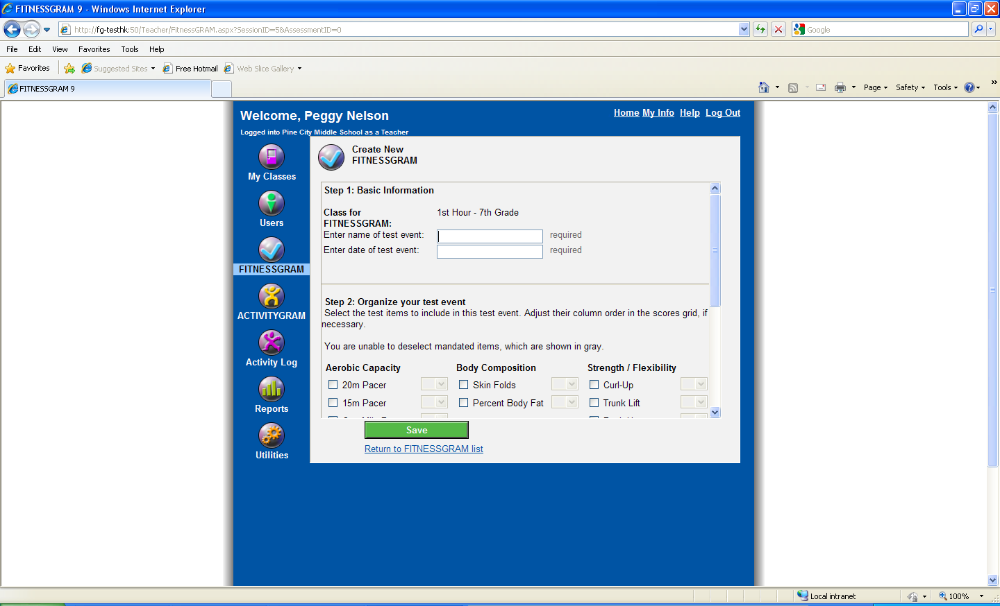 FITNESSGRAM 9 - Windows Internet Explorer
http://fg-testhk:50/Teacher/FitnessGRAM.aspx?SessionID=5&AssessmentID=0
Google
File Edit View Favorites Tools Help
Favorites Suggested Sites Free Hotmail Web Slice Gallery
FITNESSGRAM 9
Page Safety Tools
Welcome, Peggy Nelson
Home My Info Help Log Out
Logged into Pine City Middle School as a Teacher
My Classes
Users
FITNESSGRAM
ACTIVITYGRAM
Activity Log
Reports
Utilities
Create New
FITNESSGRAM
Step 1: Basic Information
Class for
FITNESSGRAM:
1st Hour - 7th Grade
Enter name of test event: required
Enter date of test event: required
Step 2: Organize your test event
Select the test items to include in this test event. Adjust their column order in the scores grid, if
necessary.
You are unable to deselect mandated items, which are shown in gray.
Aerobic Capacity Body Composition Strength / Flexibility
20m Pacer Skin Folds Curl-Up
15m Pacer Percent Body Fat Trunk Lift
Save
Return to FITNESSGRAM list
Local intranet 100%